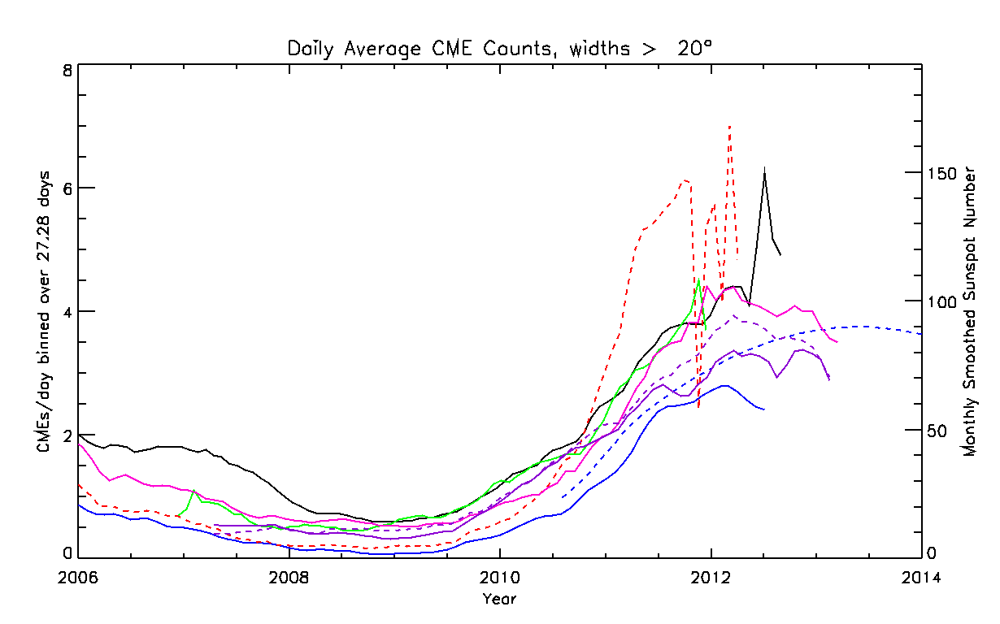 Daily Average CME Counts, widths > 20°
8
6
4
2
0
CMEs/day binned over 27.28 days
150
100
50
0
Monthly Smoothed Sunspot Number
2006 2008 2010 2012 2014
Year